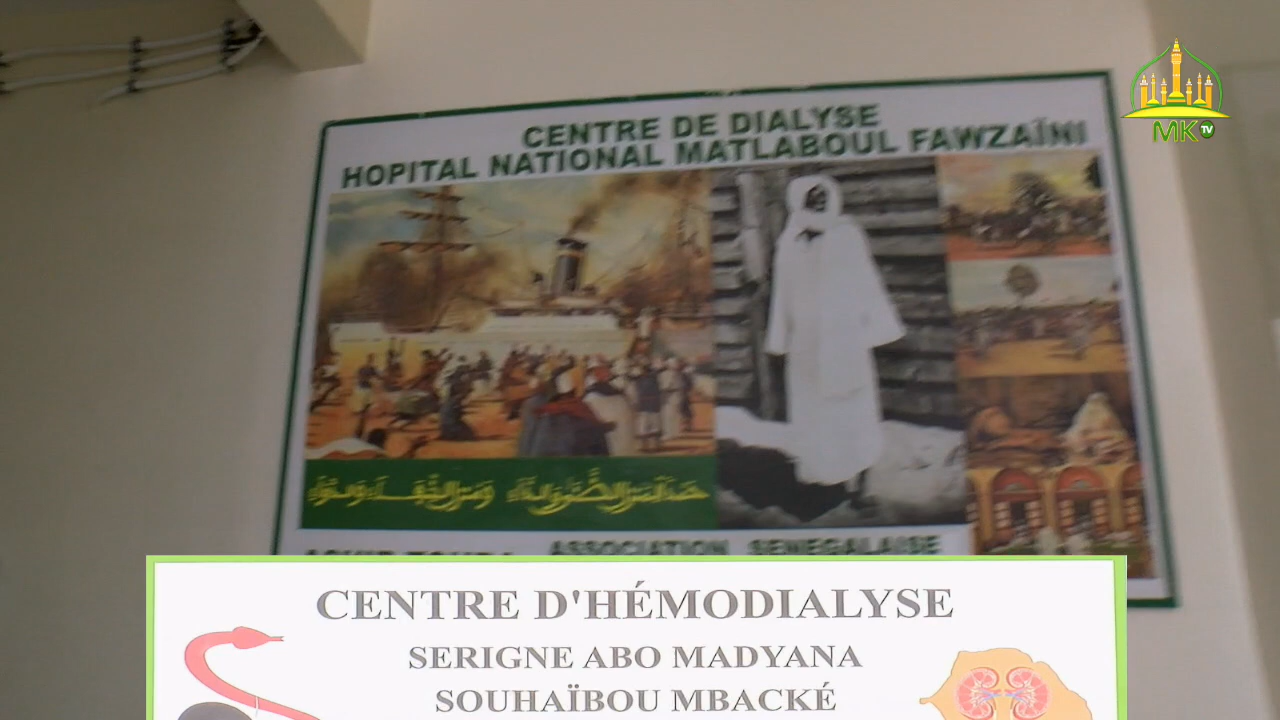 MK TV
CENTRE DE DIALYSE
HOPITAL NATIONAL MATLABOUL FAWZAÏNI
ASSOCIATION SENEGALAISE
CENTRE D'HÉMODIALYSE
SERIGNE ABO MADYANA
SOUHAÏBOU MBACKÉ